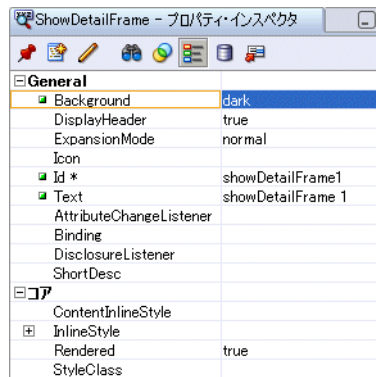 ShowDetailFrame - プロパティ・インスペクタ
General
Background dark
DisplayHeader true
ExpansionMode normal
Icon
Id * showDetailFrame1
Text showDetailFrame 1
AttributeChangeListener
Binding
DisclosureListener
ShortDesc
コア
ContentInlineStyle
InlineStyle
Rendered true
StyleClass